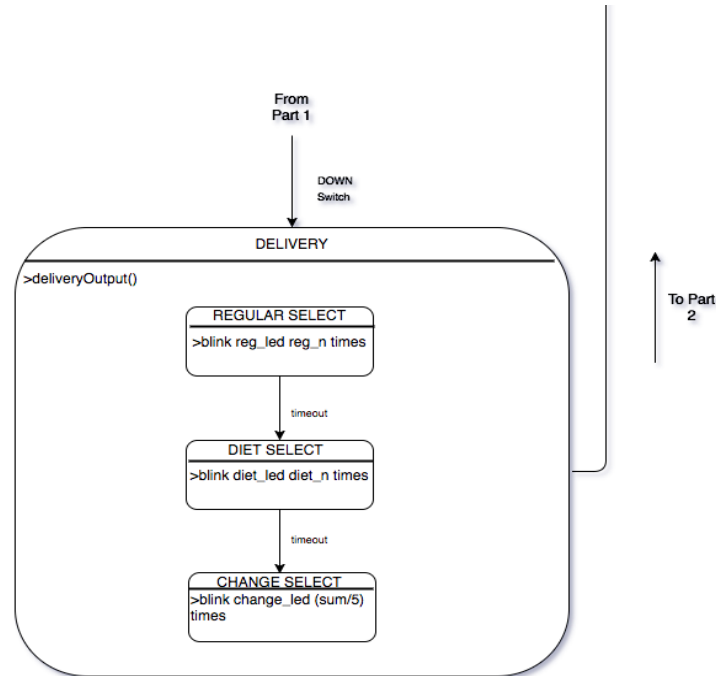 From
Part 1
DOWN
Switch
DELIVERY
>deliveryOutput()
REGULAR SELECT
>blink reg_led reg_n times
timeout
DIET SELECT
>blink diet_led diet_n times
timeout
CHANGE SELECT
>blink change_led (sum/5)
times
To Part
2